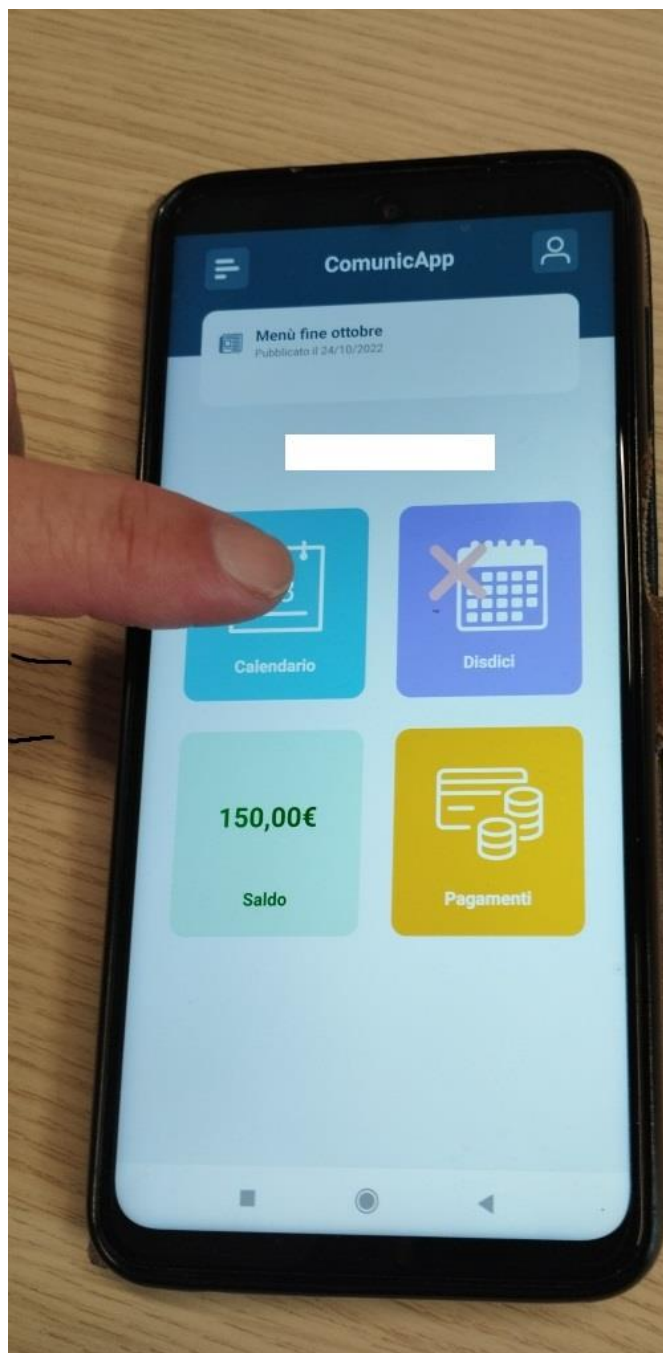 ComunicApp
Menù fine ottobre
Pubblicato il 24/10/2022
Calendario
Disdici
150,00€
Saldo
Pagamenti